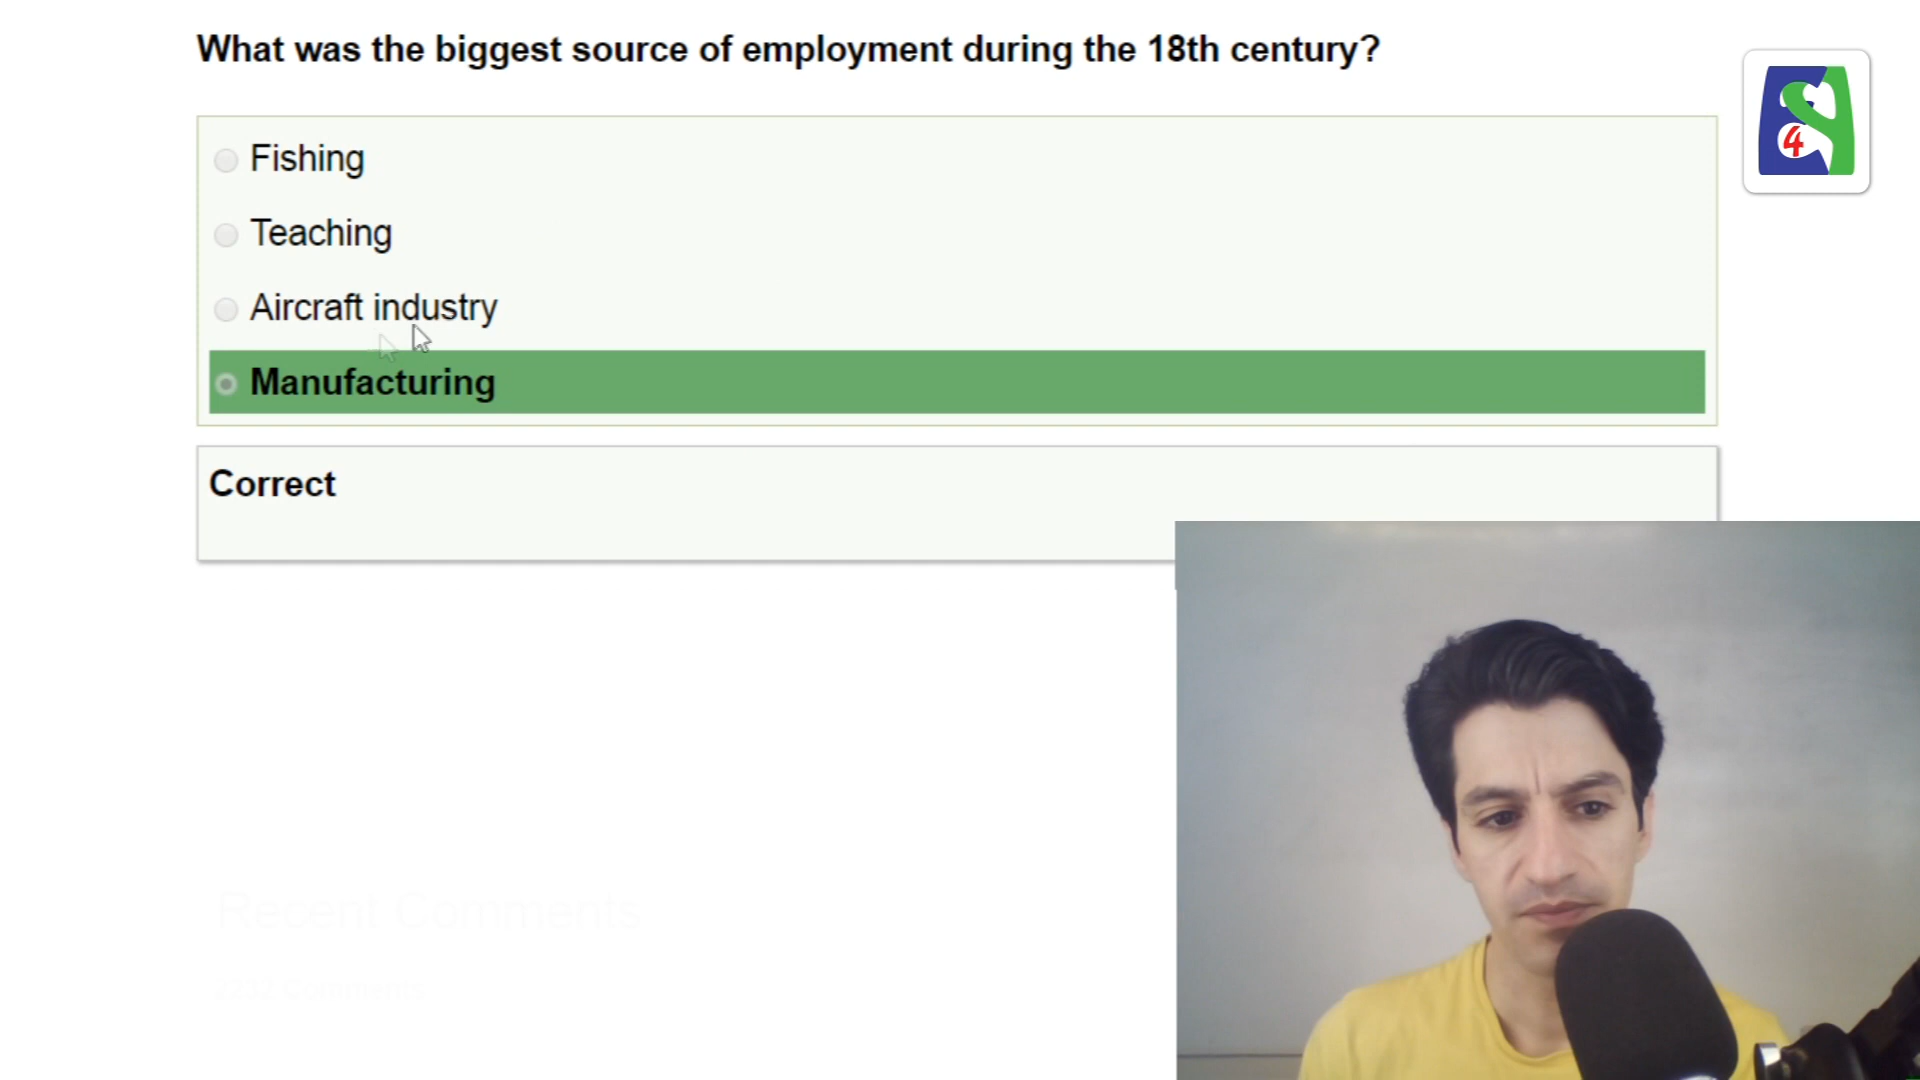 What was the biggest source of employment during the 18th century?
4
Fishing
Teaching
Aircraft industry
Manufacturing
Correct
Recent Comments